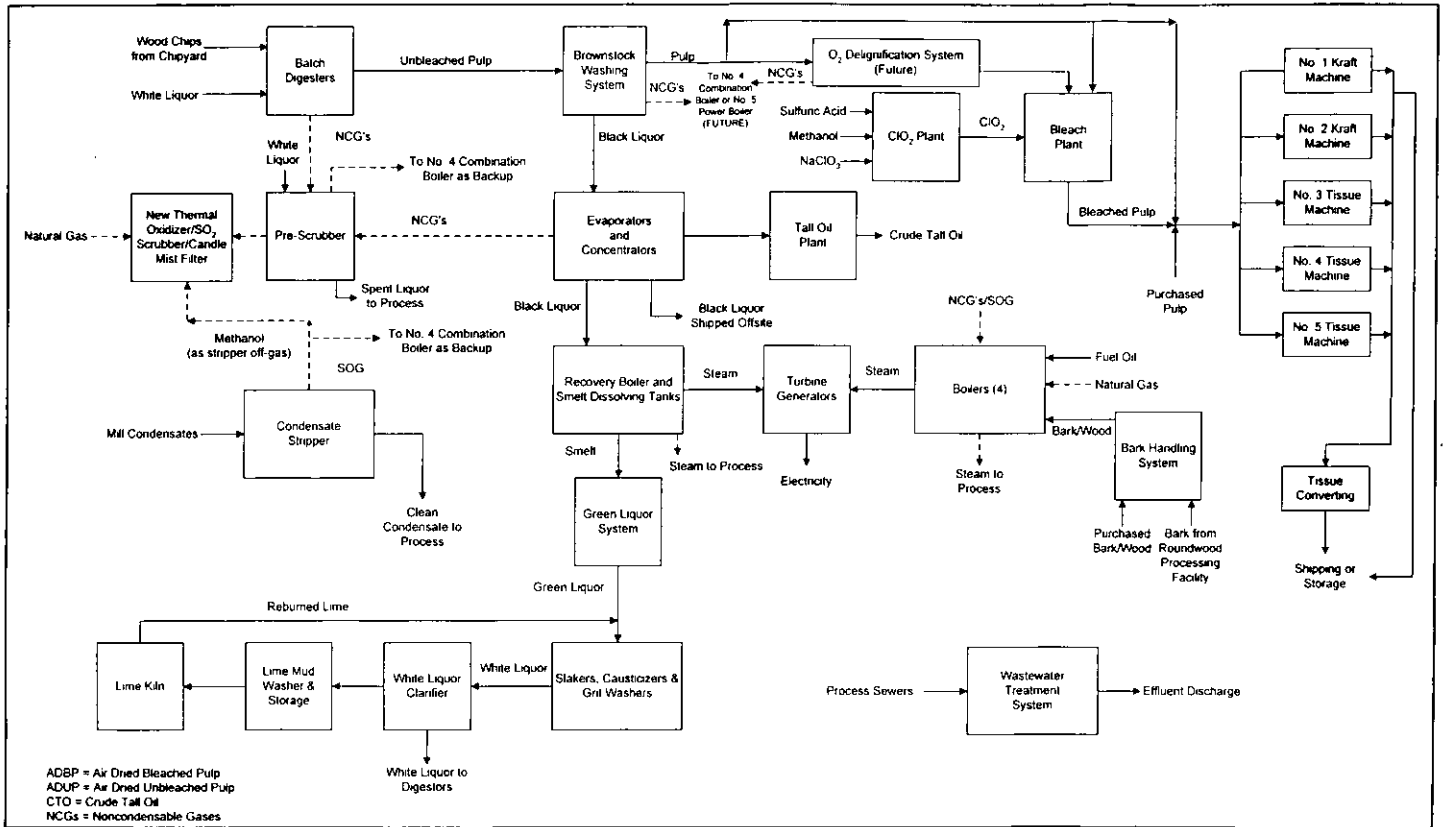 Wood Chips
from Chipyard
White Liquor
Batch
Digesters
Unbleached Pulp
Brownstock
Washing
System
Pulp
NCG's
To No. 4
Combination
Boiler or No. 5
Power Boiler
(FUTURE)
NCG's
O2 Delignification System
(Future)
Sulfuric Acid
Methanol
NaClO3
ClO2 Plant
ClO2
Bleach
Plant
Bleached Pulp
Purchased
Pulp
No. 1 Kraft
Machine
No. 2 Kraft
Machine
No. 3 Tissue
Machine
No. 4 Tissue
Machine
No. 5 Tissue
Machine
Tissue
Converting
Shipping or
Storage
NCG's
White
Liquor
To No. 4 Combination
Boiler as Backup
Black Liquor
Natural Gas
New Thermal
Oxidizer/SO2
Scrubber/Candle
Mist Filter
Pre-Scrubber
NCG's
Spent Liquor
to Process
Evaporators
and
Concentrators
Tall Oil
Plant
Crude Tall Oil
Black Liquor
Black Liquor
Shipped Offsite
Methanol
(as stripper off-gas)
SOG
To No. 4 Combination
Boiler as Backup
Mill Condensates
Condensate
Stripper
Clean
Condensate to
Process
Recovery Boiler and
Smelt Dissolving Tanks
Steam
Turbine
Generators
Steam
NCG's/SOG
Boilers (4)
Fuel Oil
Natural Gas
Bark/Wood
Bark Handling
System
Purchased
Bark/Wood
Bark from
Roundwood
Processing
Facility
Smelt
Steam to Process
Electricity
Steam to
Process
Green Liquor
System
Green Liquor
Reburned Lime
Lime Kiln
Lime Mud
Washer &
Storage
White Liquor
Clarifier
White Liquor
Slakers, Causticizers &
Grit Washers
White Liquor to
Digestors
Process Sewers
Wastewater
Treatment
System
Effluent Discharge
ADBP = Air Dried Bleached Pulp
ADUP = Air Dried Unbleached Pulp
CTO = Crude Tall Oil
NCGs = Noncondensable Gases